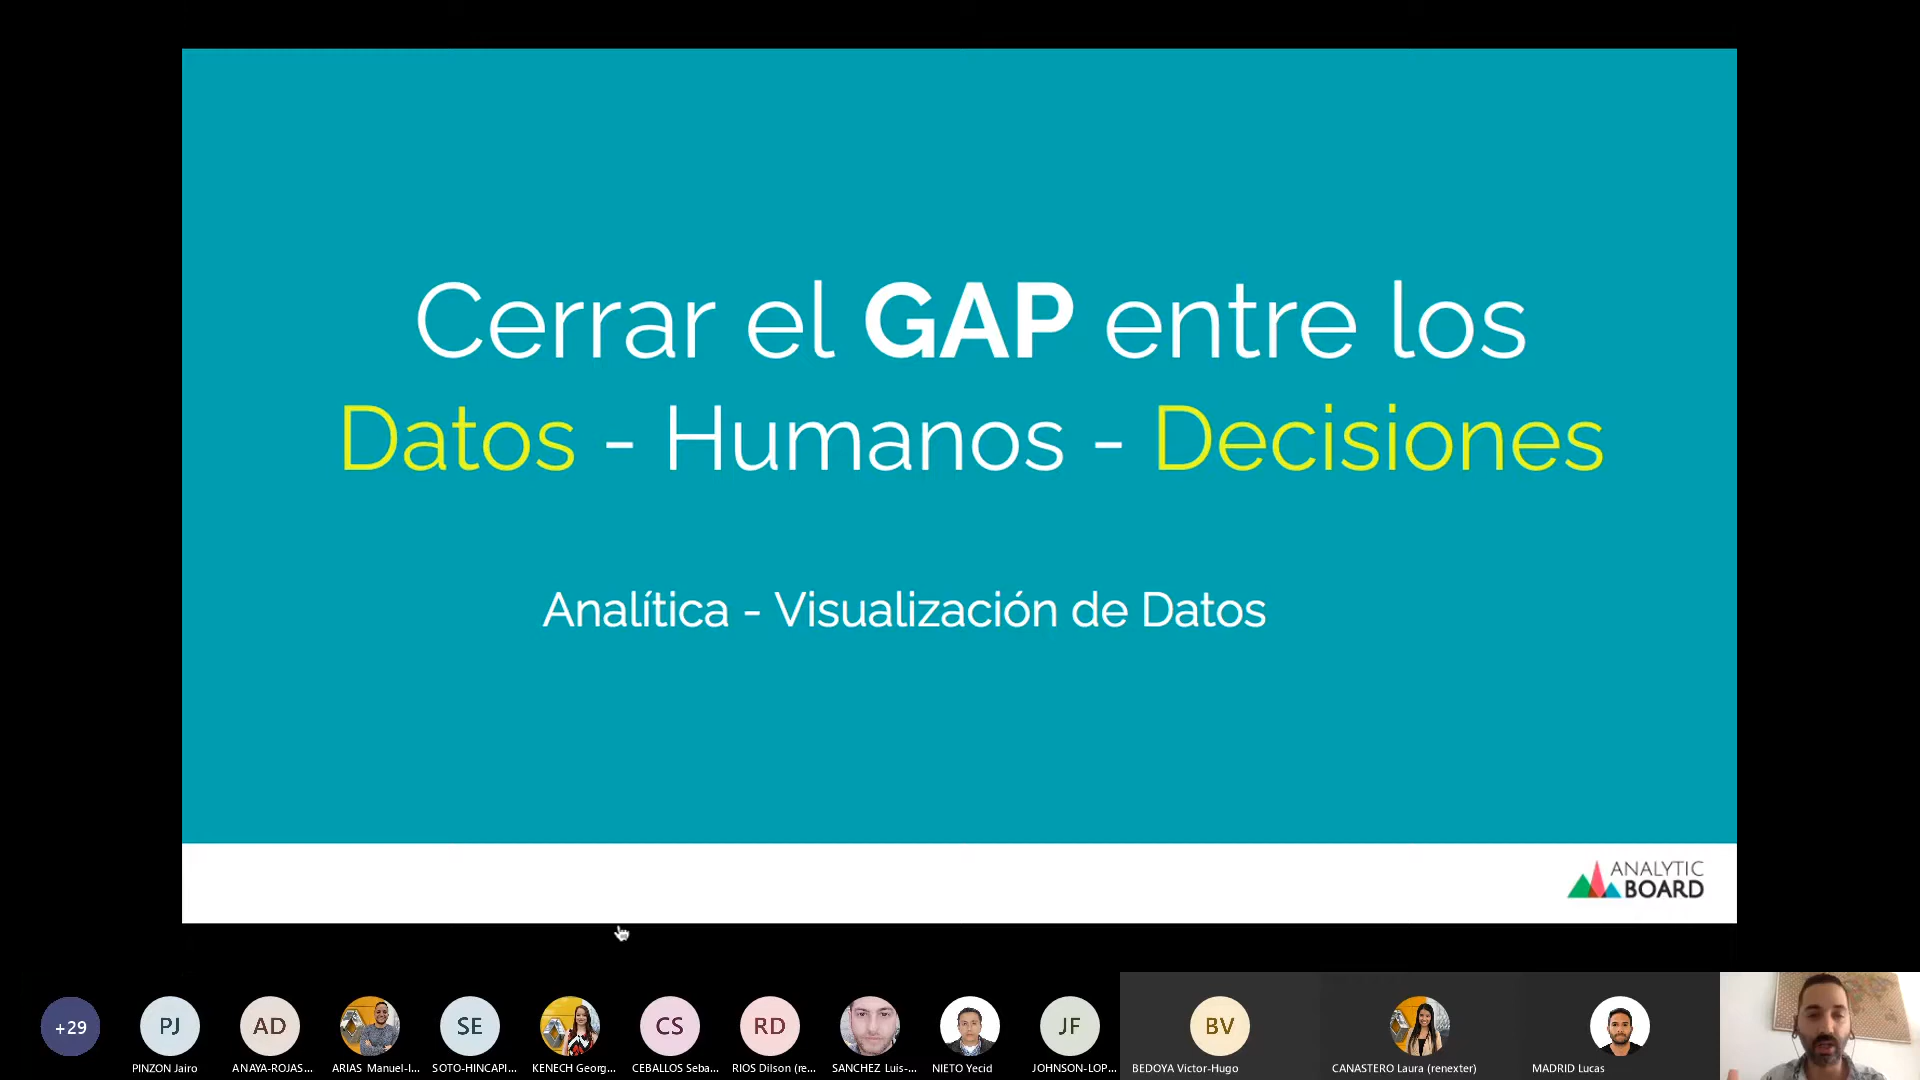 Cerrar el GAP entre los
Datos - Humanos - Decisiones
Analítica - Visualización de Datos
ANALYTIC
BOARD
+29
PJ
AD
SE
CS
RD
JF
BV
PINZON Jairo
ANAYA-ROJAS...
ARIAS Manuel-I...
SOTO-HINCAPI...
KENECH Georg...
CEBALLOS Seba...
RIOS Dilson (re...
SANCHEZ Luis-...
NIETO Yecid
JOHNSON-LOP...
BEDOYA Victor-Hugo
CANASTERO Laura (renexter)
MADRID Lucas